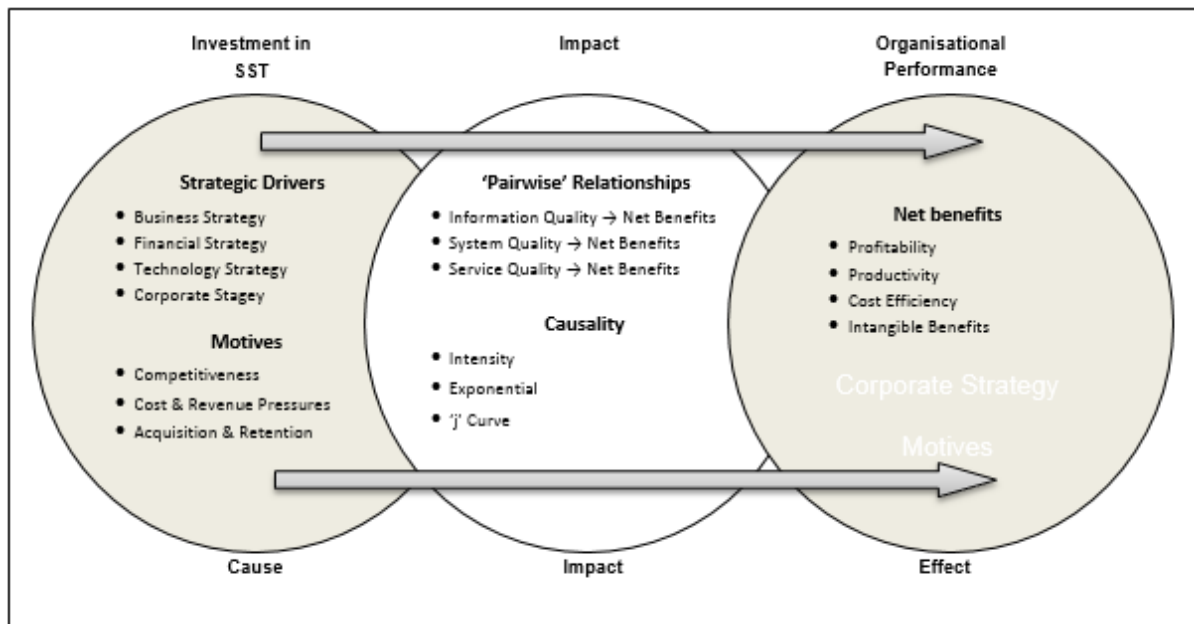 Investment in
SST
Impact
Organisational
Performance
Strategic Drivers
• Business Strategy
• Financial Strategy
• Technology Strategy
• Corporate Stagey
Motives
• Competitiveness
• Cost & Revenue Pressures
• Acquisition & Retention
'Pairwise' Relationships
• Information Quality → Net Benefits
• System Quality → Net Benefits
• Service Quality → Net Benefits
Causality
• Intensity
• Exponential
• 'j' Curve
Net benefits
• Profitability
• Productivity
• Cost Efficiency
• Intangible Benefits
Corporate Strategy
Motives
Cause
Impact
Effect